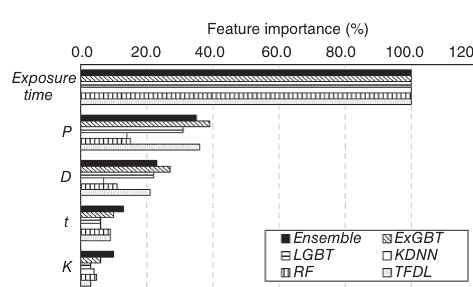 Feature importance (%)
0.0 20.0 40.0 60.0 80.0 100.0 120
Exposure
time
P
D
t
K
Ensemble ExGBT
LGBT KDNN
RF TFDL